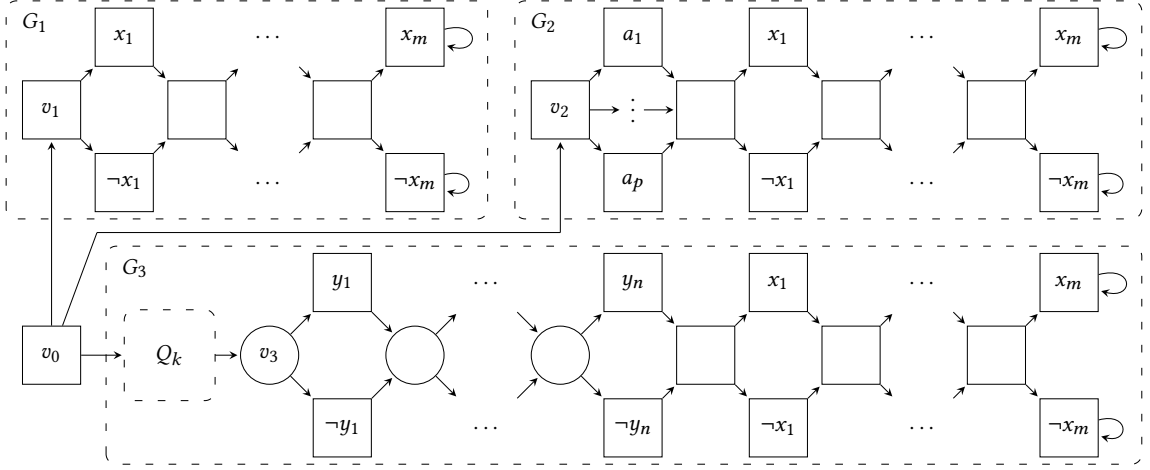 G₁ x₁ ... xₘ G₂ a₁ x₁ ... xₘ
v₁ v₂ ⋮
¬x₁ ... ¬xₘ aₚ ¬x₁ ... ¬xₘ
G₃ y₁ ... yₙ x₁ ... xₘ
v₀ Qₖ v₃
¬y₁ ... ¬yₙ ¬x₁ ... ¬xₘ